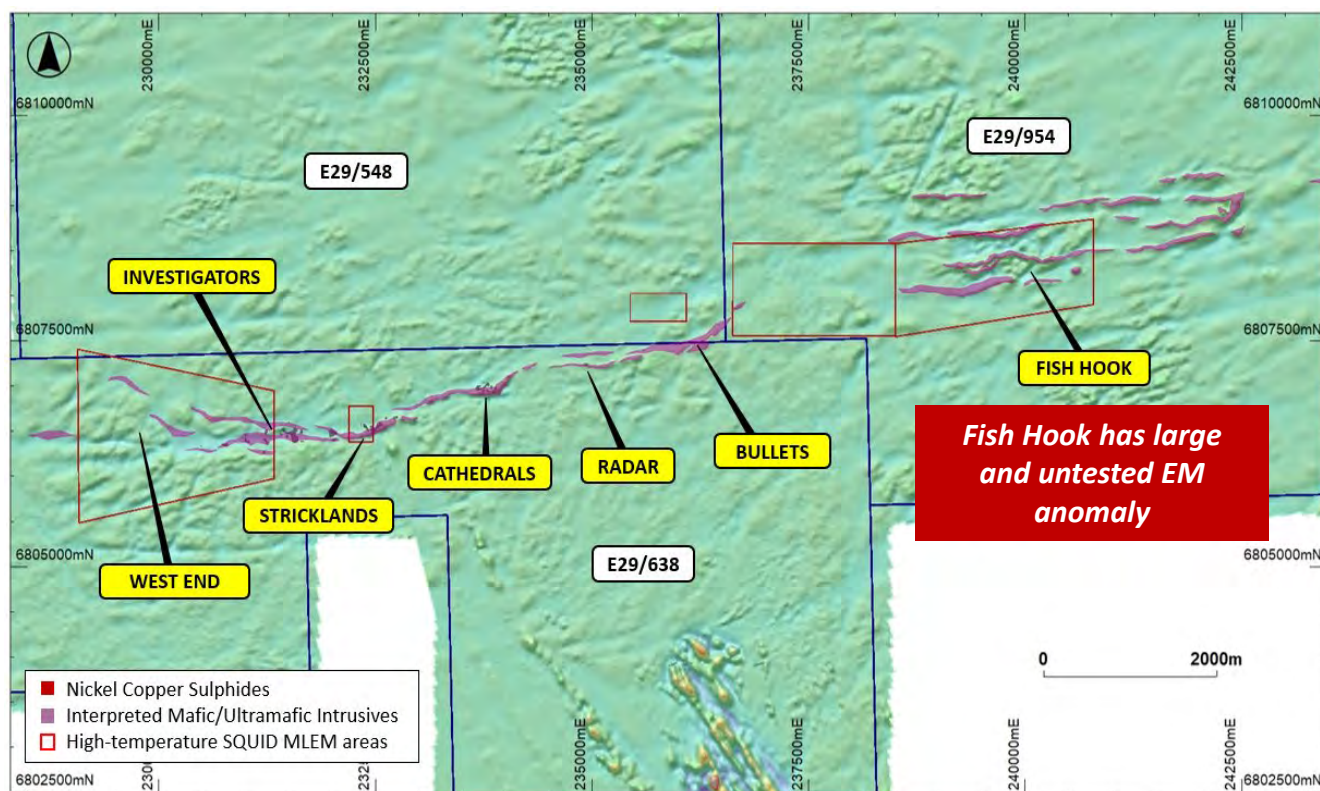 230000mE
232500mE
235000mE
237500mE
240000mE
242500mE
6810000mN
6810000mN
E29/954
E29/548
INVESTIGATORS
6807500mN
6807500mN
FISH HOOK
Fish Hook has large
and untested EM
anomaly
BULLETS
RADAR
CATHEDRALS
STRICKLANDS
WEST END
E29/638
6805000mN
6805000mN
0
2000m
Nickel Copper Sulphides
Interpreted Mafic/Ultramafic Intrusives
High-temperature SQUID MLEM areas
6802500mN
235000mE
237500mE
240000mE
242500mE
6802500mN